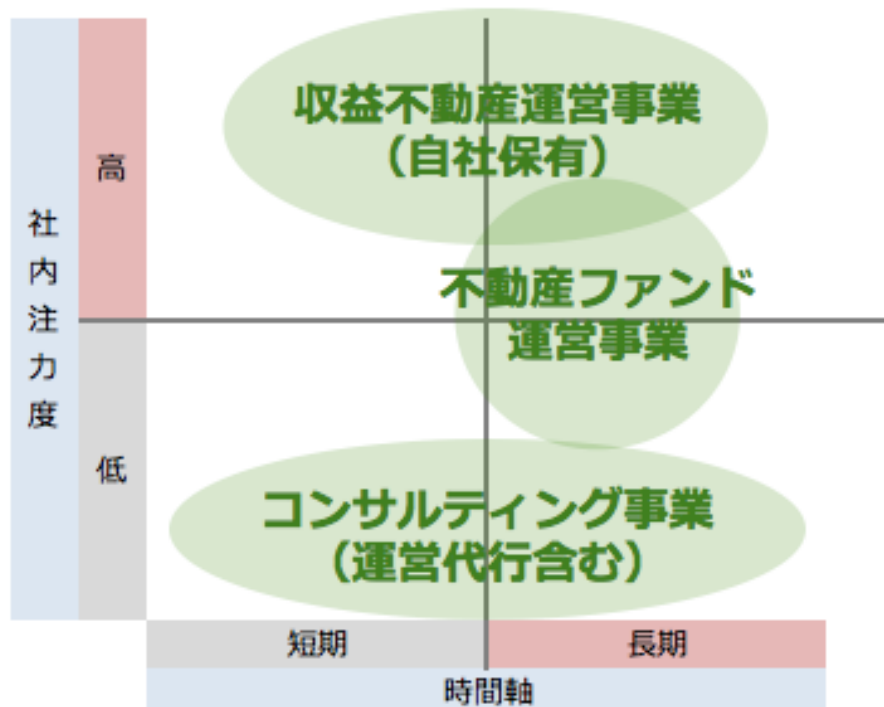 社内注力度
高
低
収益不動産運営事業
（自社保有）
不動産ファンド
運営事業
コンサルティング事業
（運営代行含む）
短期
長期
時間軸